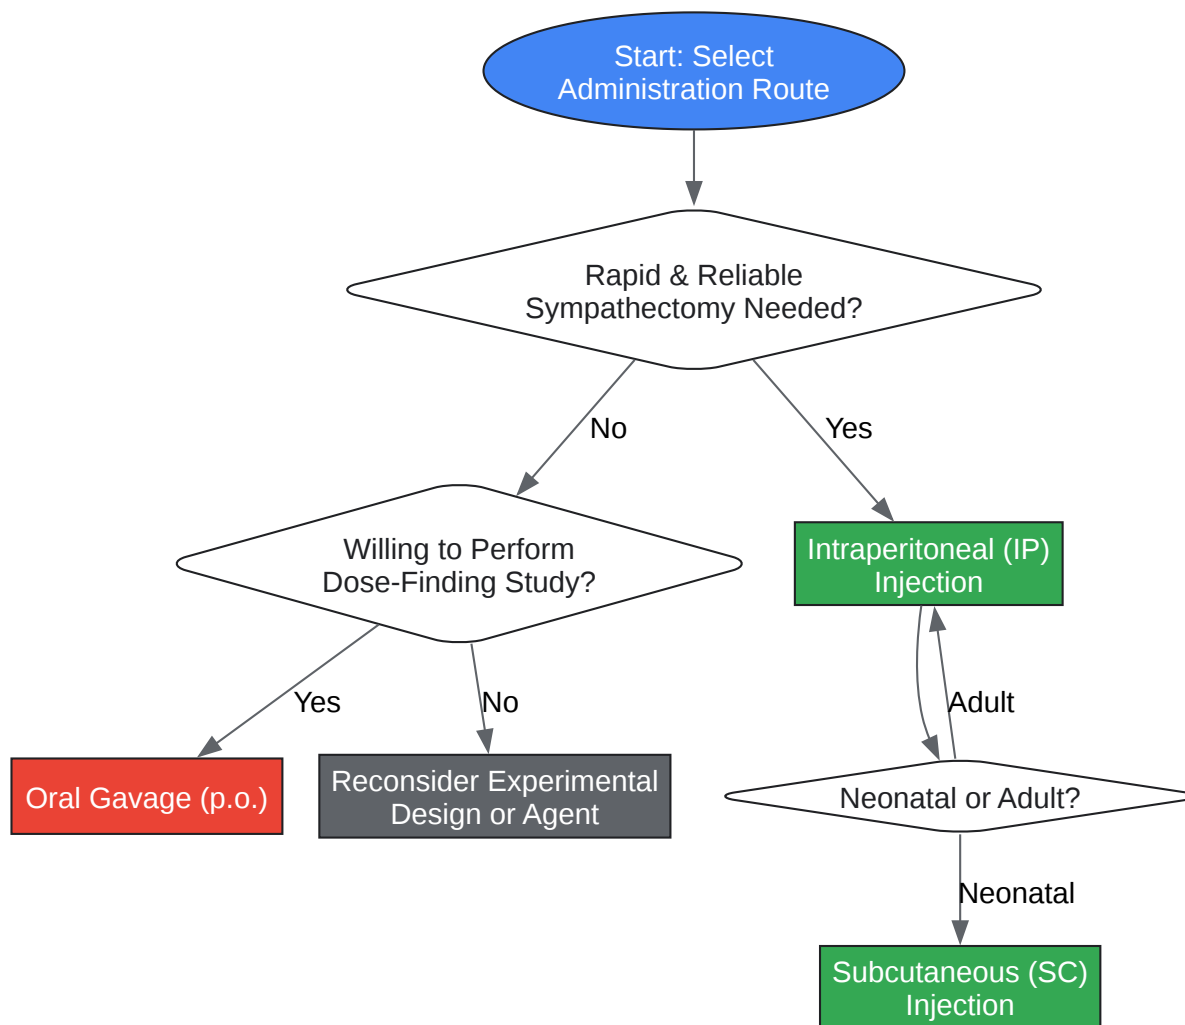 Start: Select
Administration Route
Rapid & Reliable
Sympathectomy Needed?
No
Yes
Willing to Perform
Dose-Finding Study?
Intraperitoneal (IP)
Injection
Yes
No
Adult
Oral Gavage (p.o.)
Reconsider Experimental
Design or Agent
Neonatal or Adult?
Neonatal
Subcutaneous (SC)
Injection